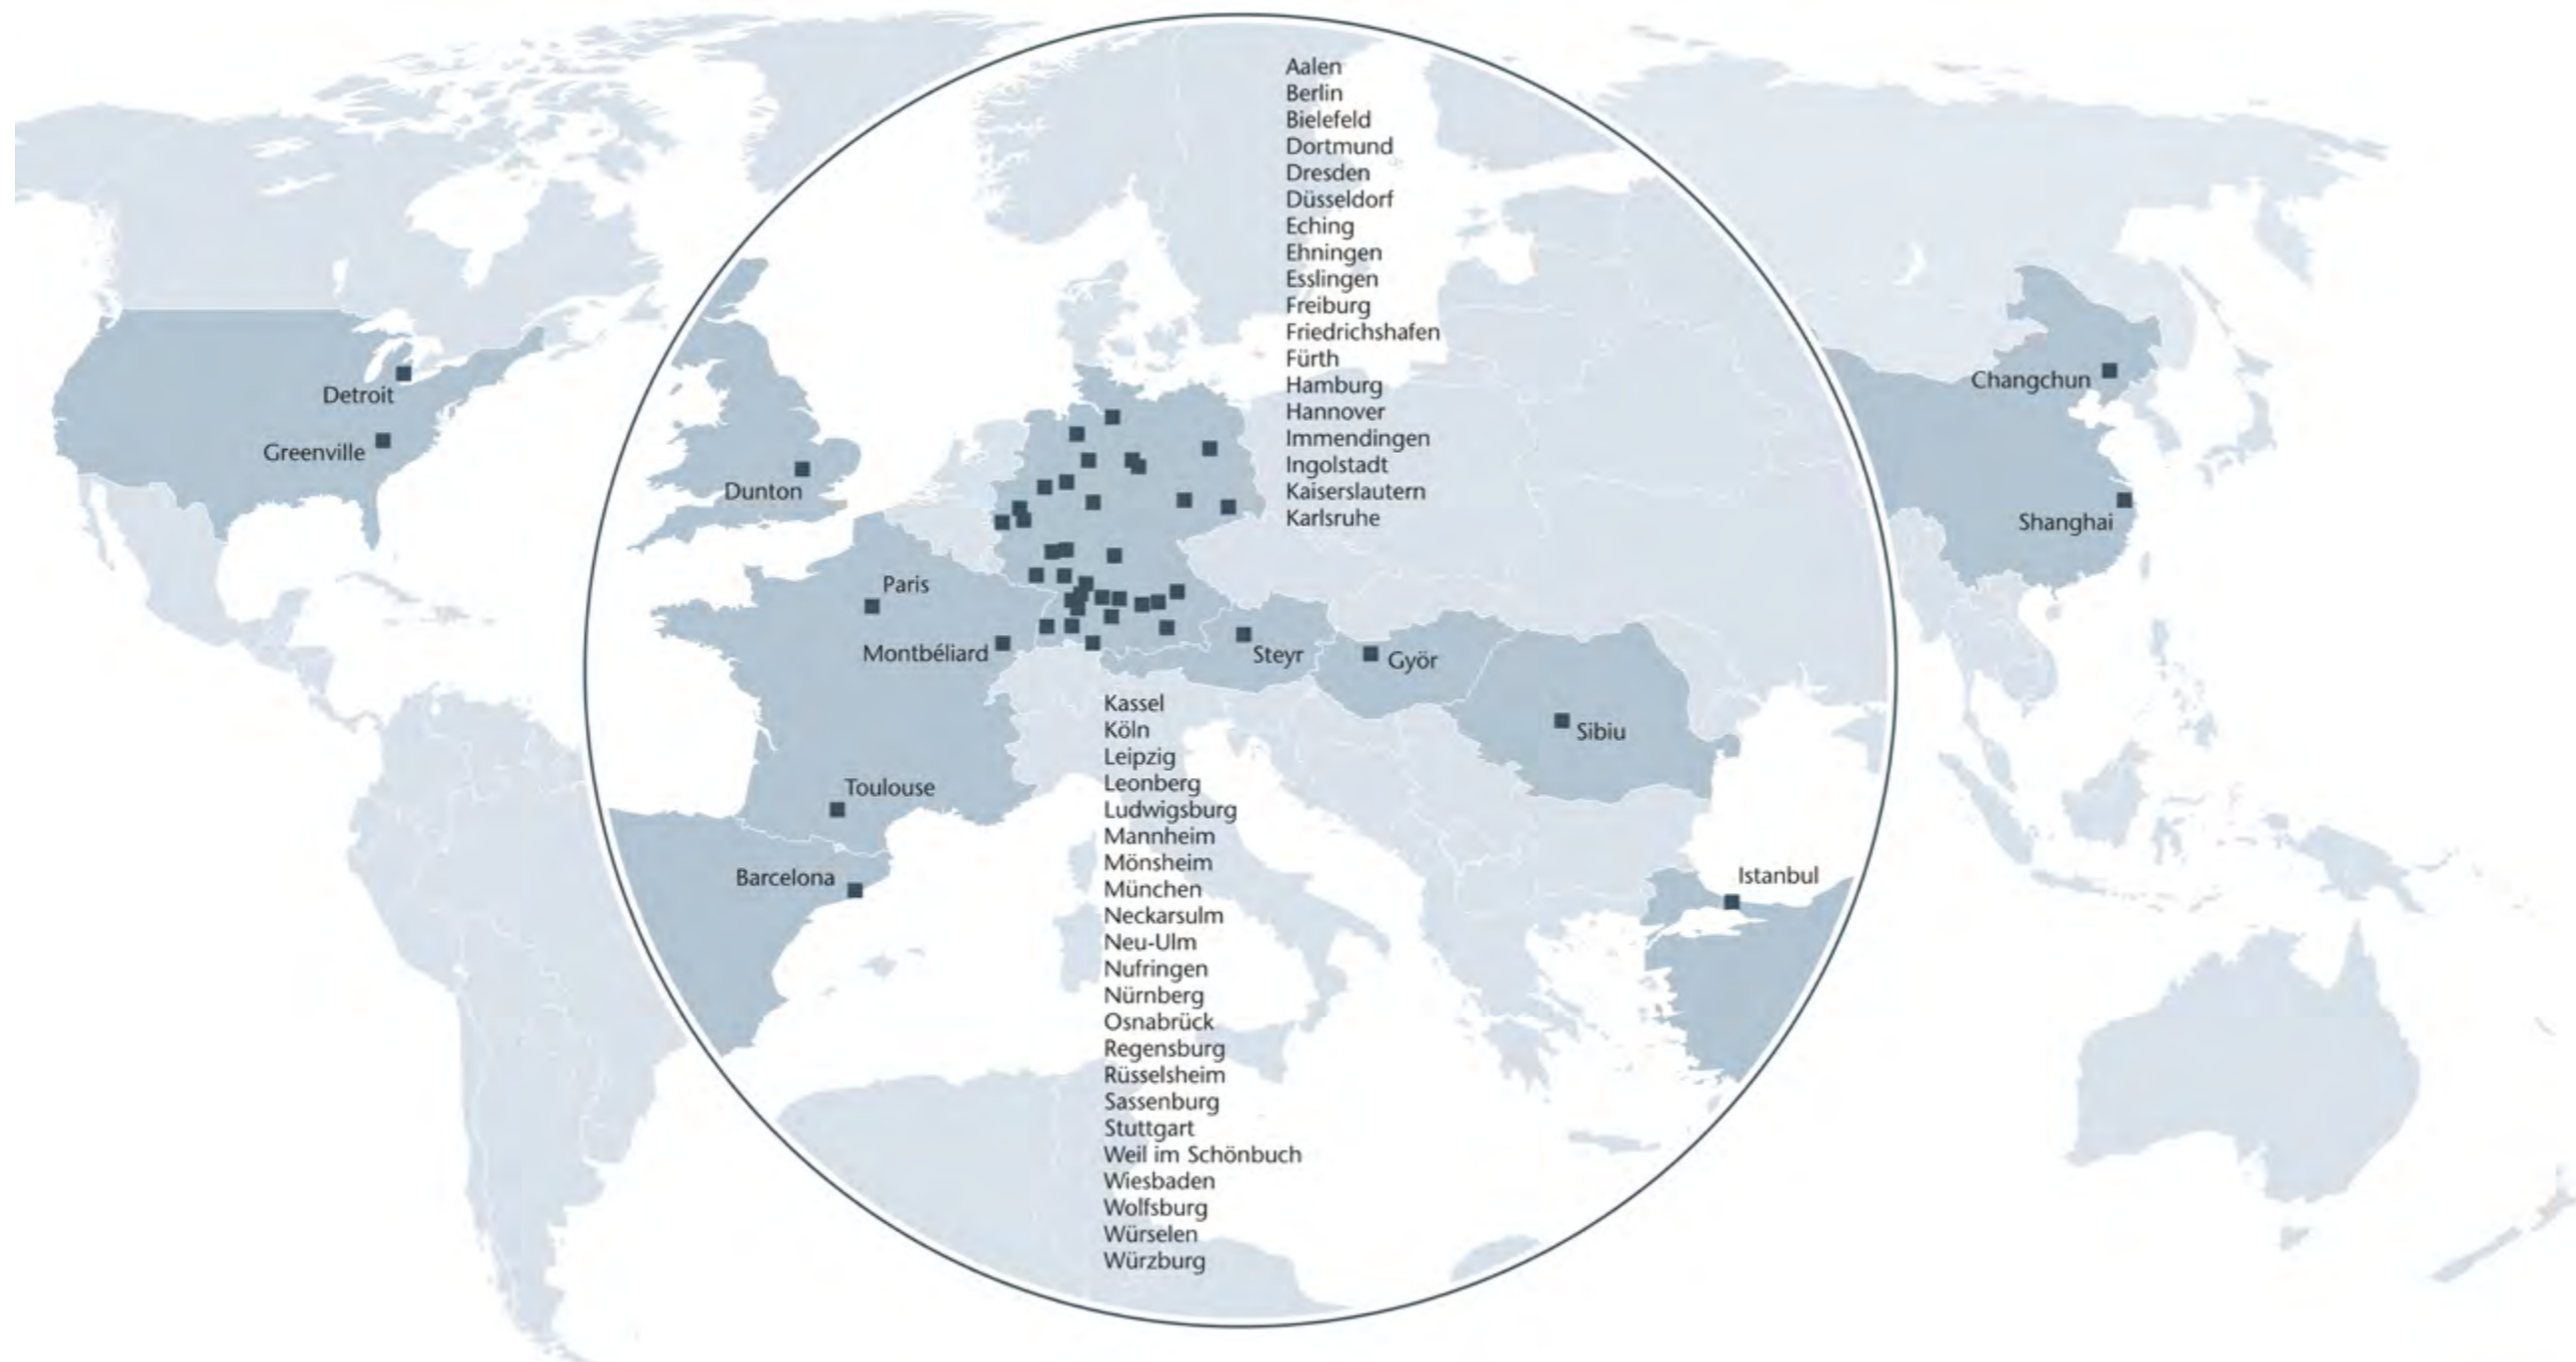 Aalen
Berlin
Bielefeld
Dortmund
Dresden
Düsseldorf
Eching
Ehningen
Esslingen
Freiburg
Friedrichshafen
Fürth
Hamburg
Hannover
Immendingen
Ingolstadt
Kaiserslautern
Karlsruhe
Detroit
Greenville
Dunton
Changchun
Shanghai
Paris
Montbéliard
Steyr
Györ
Sibiu
Toulouse
Barcelona
Istanbul
Kassel
Köln
Leipzig
Leonberg
Ludwigsburg
Mannheim
Mönsheim
München
Neckarsulm
Neu-Ulm
Nufringen
Nürnberg
Osnabrück
Regensburg
Rüsselsheim
Sassenburg
Stuttgart
Weil im Schönbuch
Wiesbaden
Wolfsburg
Würselen
Würzburg